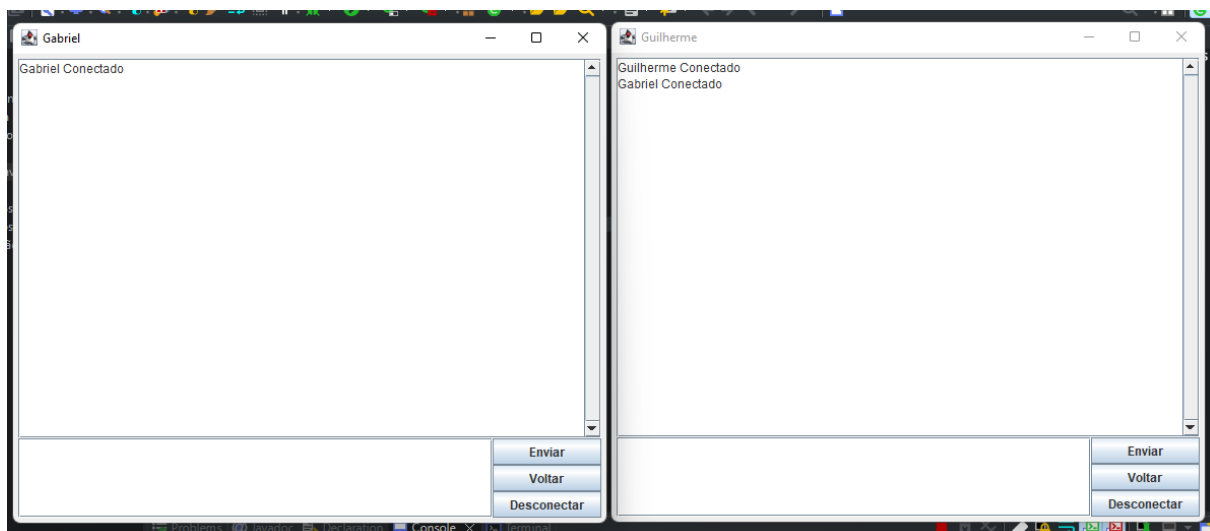 Gabriel
Gabriel Conectado
Enviar
Voltar
Desconectar
Guilherme
Guilherme Conectado
Gabriel Conectado
Enviar
Voltar
Desconectar
Problems @ Javadoc Declaration Console Terminal